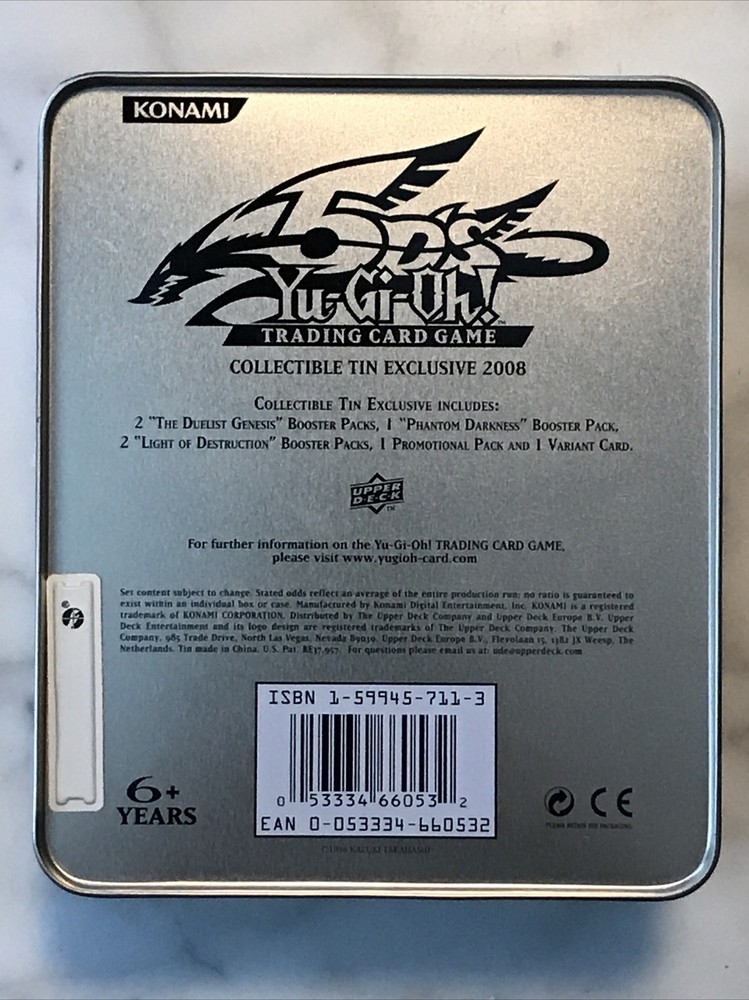 KONAMI
5D's
Yu-Gi-Oh!
TRADING CARD GAME
COLLECTIBLE TIN EXCLUSIVE 2008
COLLECTIBLE TIN EXCLUSIVE INCLUDES:
2 "THE DUELIST GENESIS" BOOSTER PACKS, 1 "PHANTOM DARKNESS" BOOSTER PACK,
2 "LIGHT OF DESTRUCTION" BOOSTER PACKS, 1 PROMOTIONAL PACK AND 1 VARIANT CARD.
UPPER
D·E·C·K
TM
For further information on the Yu-Gi-Oh! TRADING CARD GAME,
please visit www.yugioh-card.com
Set content subject to change. Stated odds reflect an average of the entire production run; no ratio is guaranteed to
exist within an individual box or case. Manufactured by Konami Digital Entertainment, Inc. KONAMI is a registered
trademark of KONAMI CORPORATION. Distributed by The Upper Deck Company and Upper Deck Europe B.V. Upper
Deck Entertainment and its logo design are registered trademarks of The Upper Deck Company. The Upper Deck
Company, 985 Trade Drive, North Las Vegas, Nevada 89030. Upper Deck Europe B.V., Flevolaan 15, 1382 JX Weesp, The
Netherlands. Tin made in China. U.S. Pat. RE37,957. For questions please email us at: ude@upperdeck.com
ISBN 1-59945-711-3
0 53334 66053 2
EAN 0-053334-660532
6+
YEARS
CE
©1996 KAZUKI TAKAHASHI